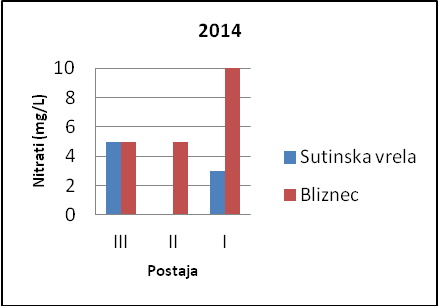 2014
Nitrati (mg/L)
10
8
6
4
2
0
III II I
Postaja
Sutinska vrela
Bliznec